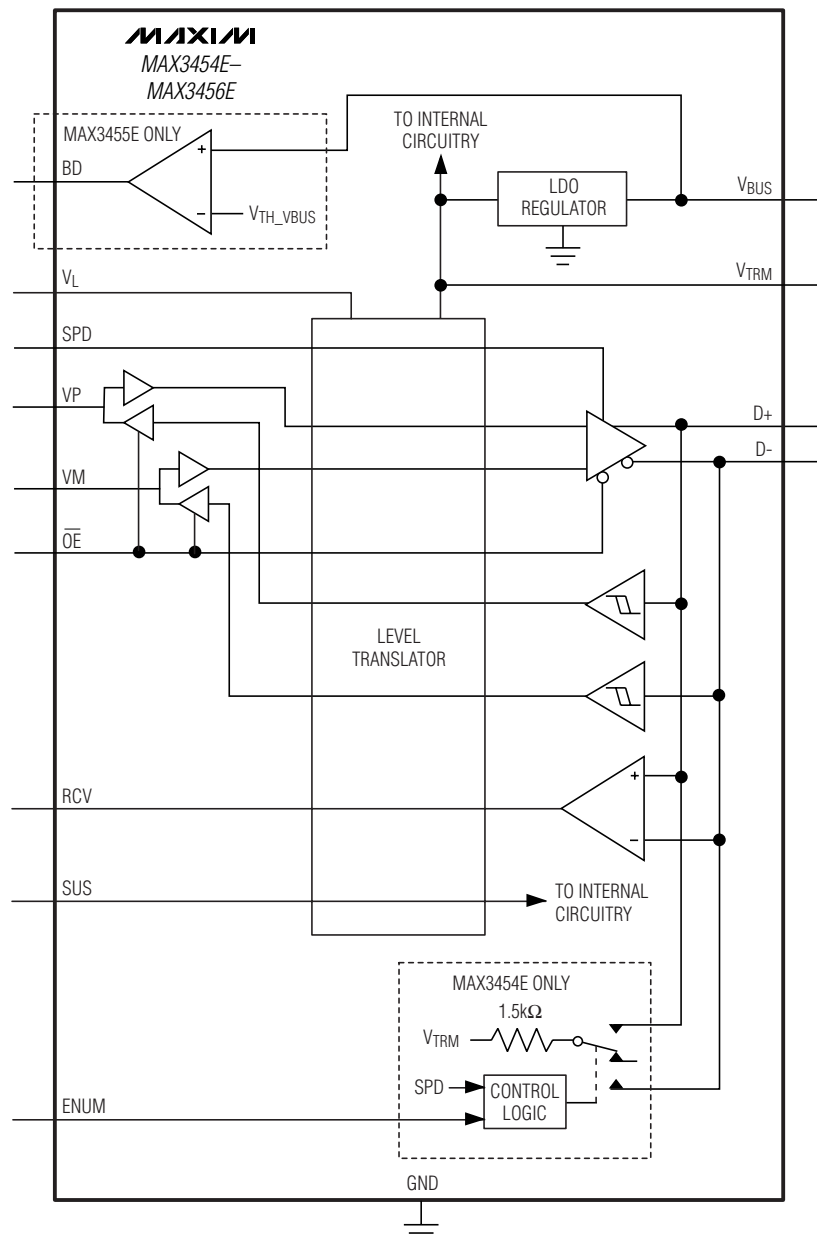 MAXIM
MAX3454E–
MAX3456E
MAX3455E ONLY
TO INTERNAL
CIRCUITRY
+
BD
−
VTH_VBUS
LDO
REGULATOR
VBUS
VL
VTRM
SPD
VP
D+
D-
VM
OE
LEVEL
TRANSLATOR
RCV
+
−
SUS
TO INTERNAL
CIRCUITRY
MAX3454E ONLY
1.5kΩ
VTRM
SPD
CONTROL
LOGIC
ENUM
GND